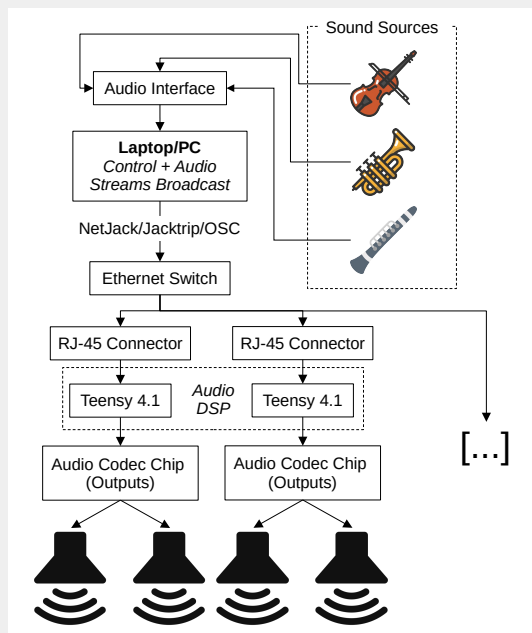 Sound Sources
Audio Interface
Laptop/PC
Control + Audio
Streams Broadcast
NetJack/Jacktrip/OSC
Ethernet Switch
RJ-45 Connector
RJ-45 Connector
Teensy 4.1
Audio
DSP
Teensy 4.1
[...]
Audio Codec Chip
(Outputs)
Audio Codec Chip
(Outputs)